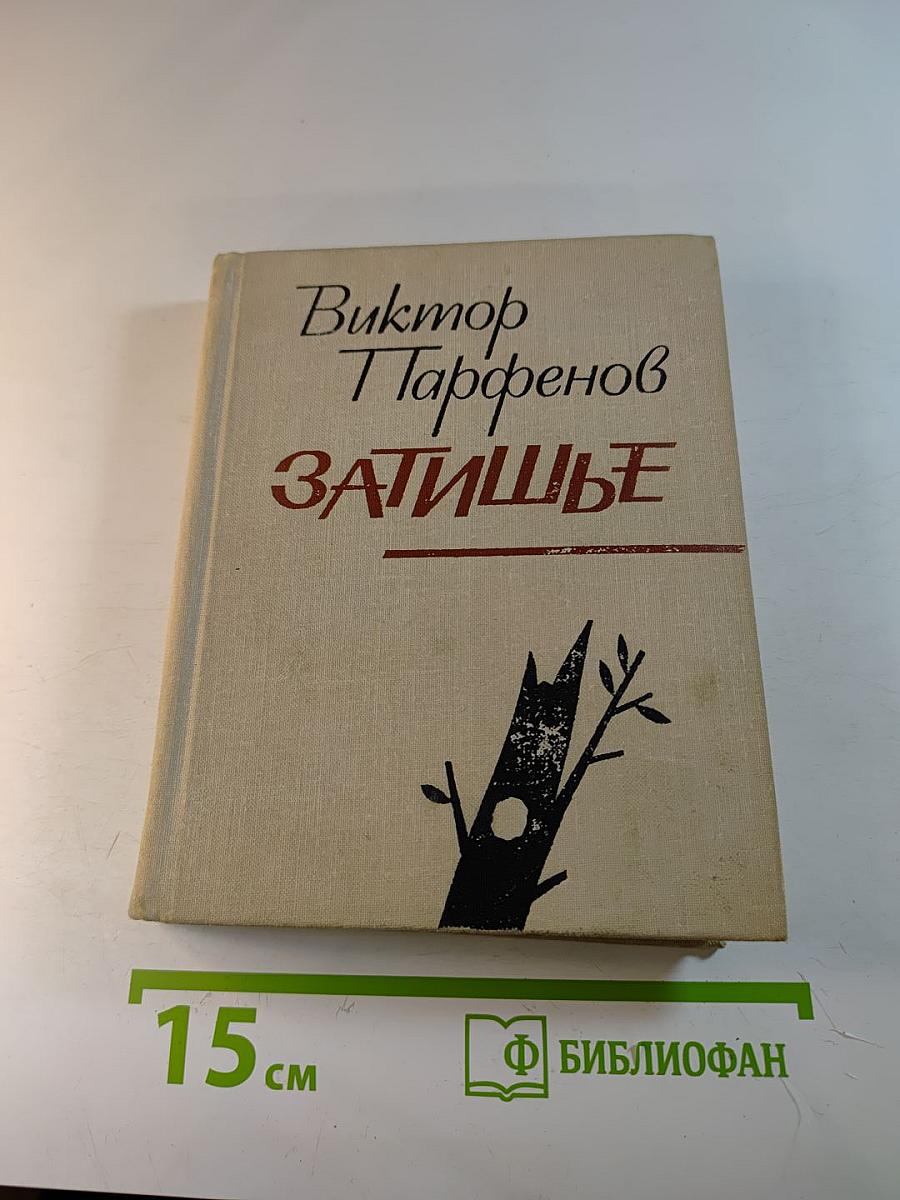 Виктор
Парфенов
ЗАТИШЬЕ
15 см
Ф БИБЛИОФАН